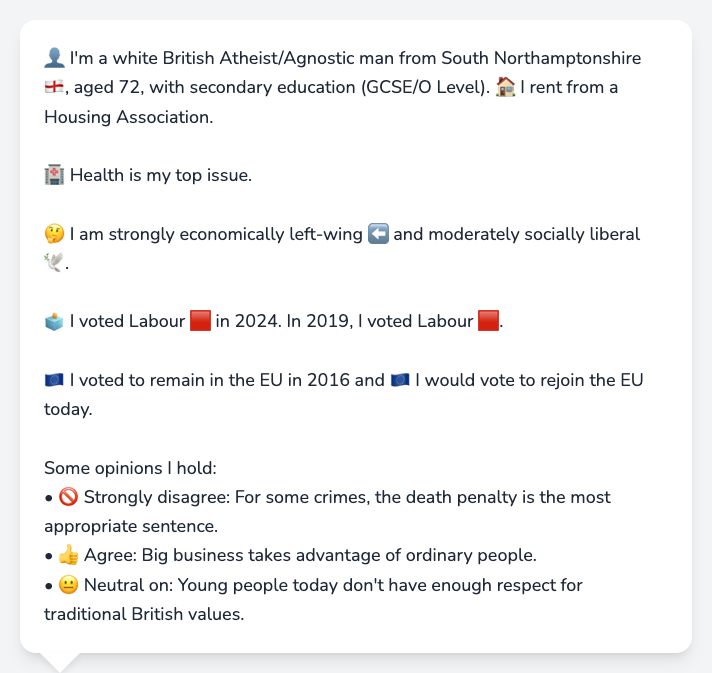 👤 I'm a white British Atheist/Agnostic man from South Northamptonshire
🏴󠁧󠁢󠁥󠁮󠁧󠁿, aged 72, with secondary education (GCSE/O Level). 🏠 I rent from a
Housing Association.
🏥 Health is my top issue.
🤔 I am strongly economically left-wing ⬅️ and moderately socially liberal
🕊️.
🗳️ I voted Labour 🟥 in 2024. In 2019, I voted Labour 🟥.
🇪🇺 I voted to remain in the EU in 2016 and 🇪🇺 I would vote to rejoin the EU
today.
Some opinions I hold:
• 🚫 Strongly disagree: For some crimes, the death penalty is the most
appropriate sentence.
• 👍 Agree: Big business takes advantage of ordinary people.
• 😐 Neutral on: Young people today don't have enough respect for
traditional British values.